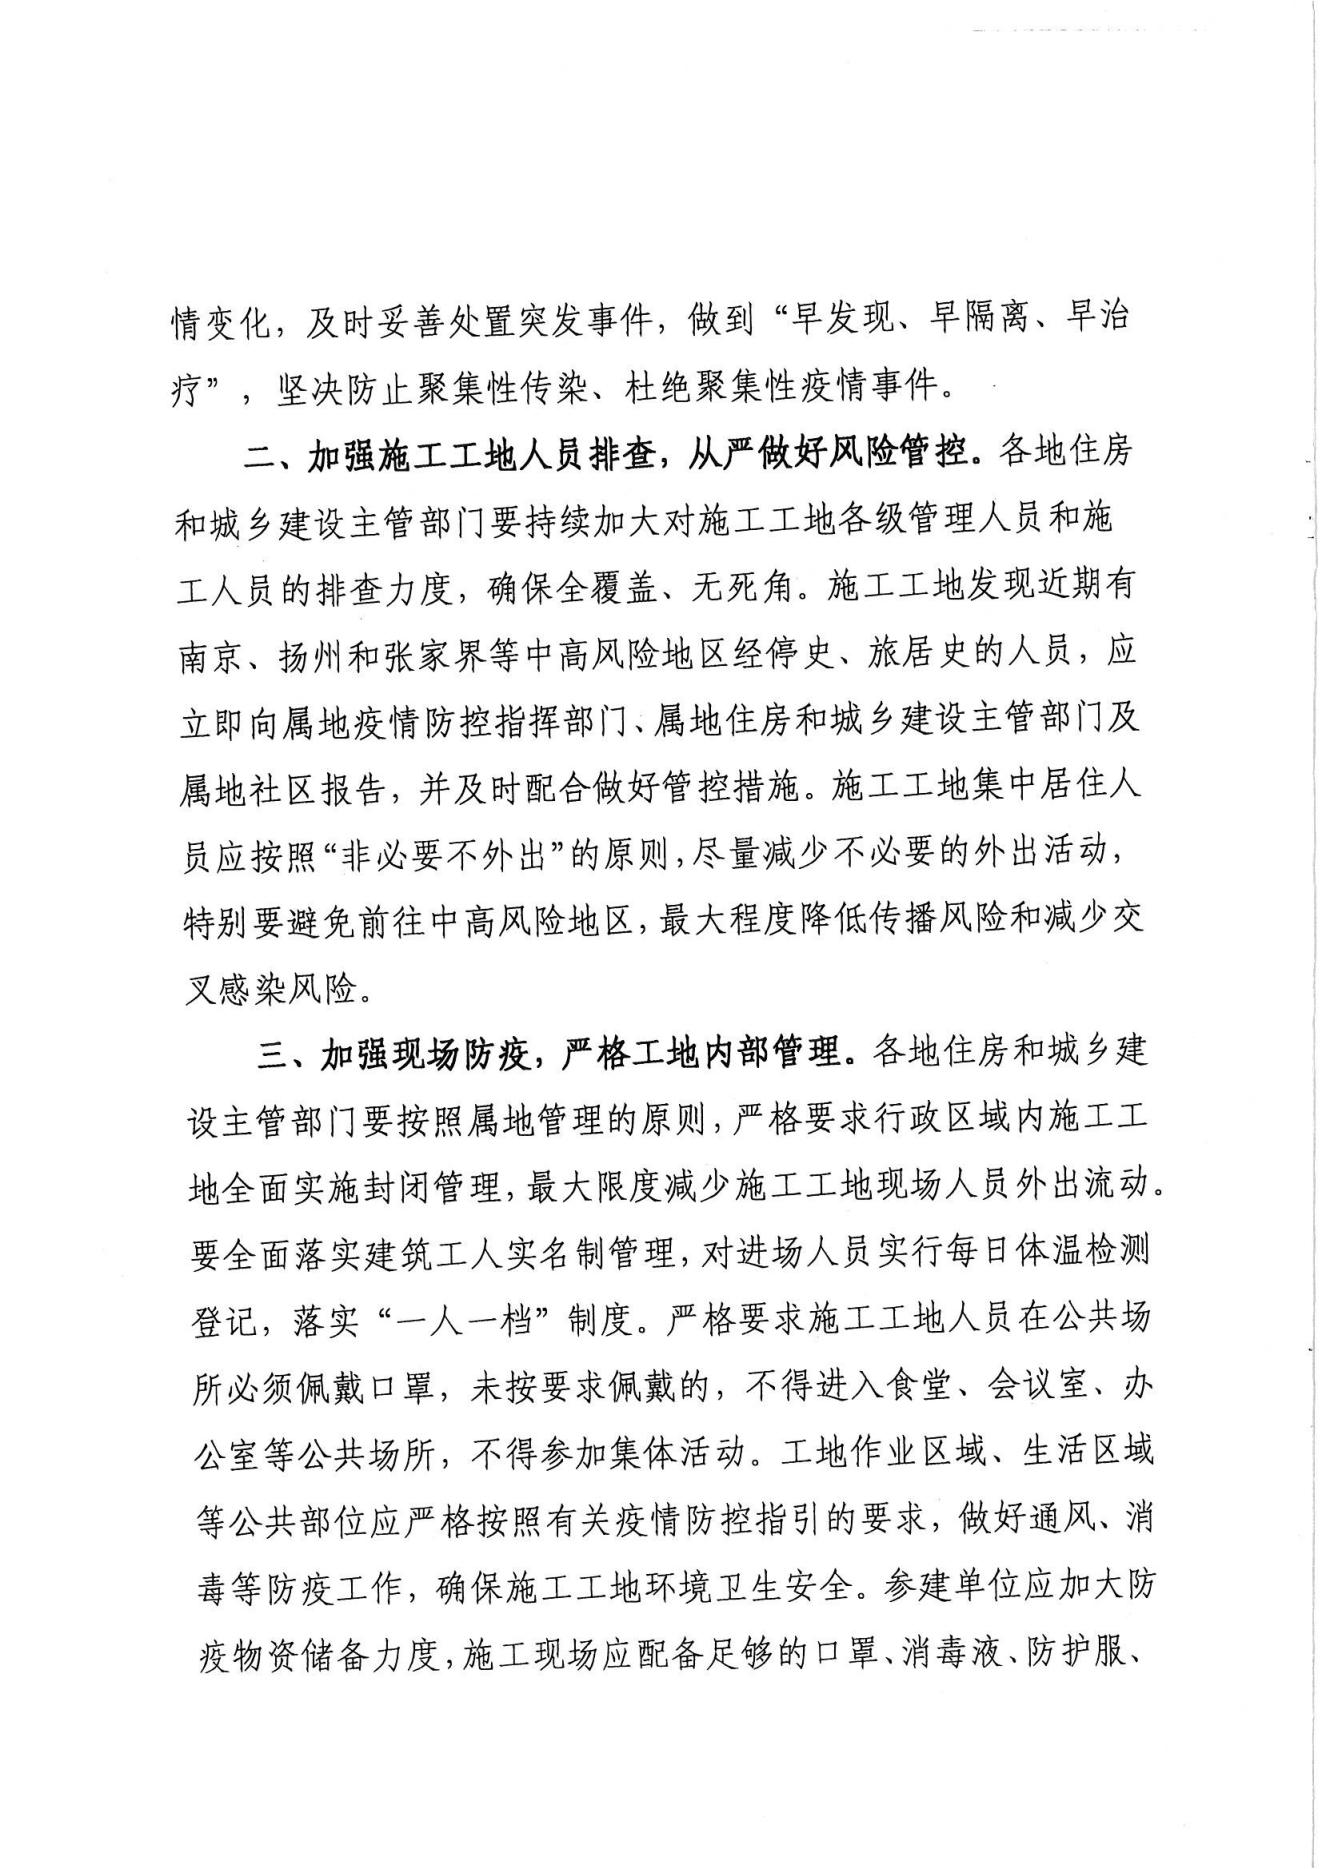 情变化，及时妥善处置突发事件，做到“早发现、早隔离、早治
疗”，坚决防止聚集性传染、杜绝聚集性疫情事件。
二、加强施工工地人员排查，从严做好风险管控。各地住房
和城乡建设主管部门要持续加大对施工工地各级管理人员和施
工人员的排查力度，确保全覆盖、无死角。施工工地发现近期有
南京、扬州和张家界等中高风险地区经停史、旅居史的人员，应
立即向属地疫情防控指挥部门、属地住房和城乡建设主管部门及
属地社区报告，并及时配合做好管控措施。施工工地集中居住人
员应按照“非必要不外出”的原则，尽量减少不必要的外出活动，
特别要避免前往中高风险地区，最大程度降低传播风险和减少交
叉感染风险。
三、加强现场防疫，严格工地内部管理。各地住房和城乡建
设主管部门要按照属地管理的原则，严格要求行政区域内施工工
地全面实施封闭管理，最大限度减少施工工地现场人员外出流动。
要全面落实建筑工人实名制管理，对进场人员实行每日体温检测
登记，落实“一人一档”制度。严格要求施工工地人员在公共场
所必须佩戴口罩，未按要求佩戴的，不得进入食堂、会议室、办
公室等公共场所，不得参加集体活动。工地作业区域、生活区域
等公共部位应严格按照有关疫情防控指引的要求，做好通风、消
毒等防疫工作，确保施工工地环境卫生安全。参建单位应加大防
疫物资储备力度，施工现场应配备足够的口罩、消毒液、防护服、